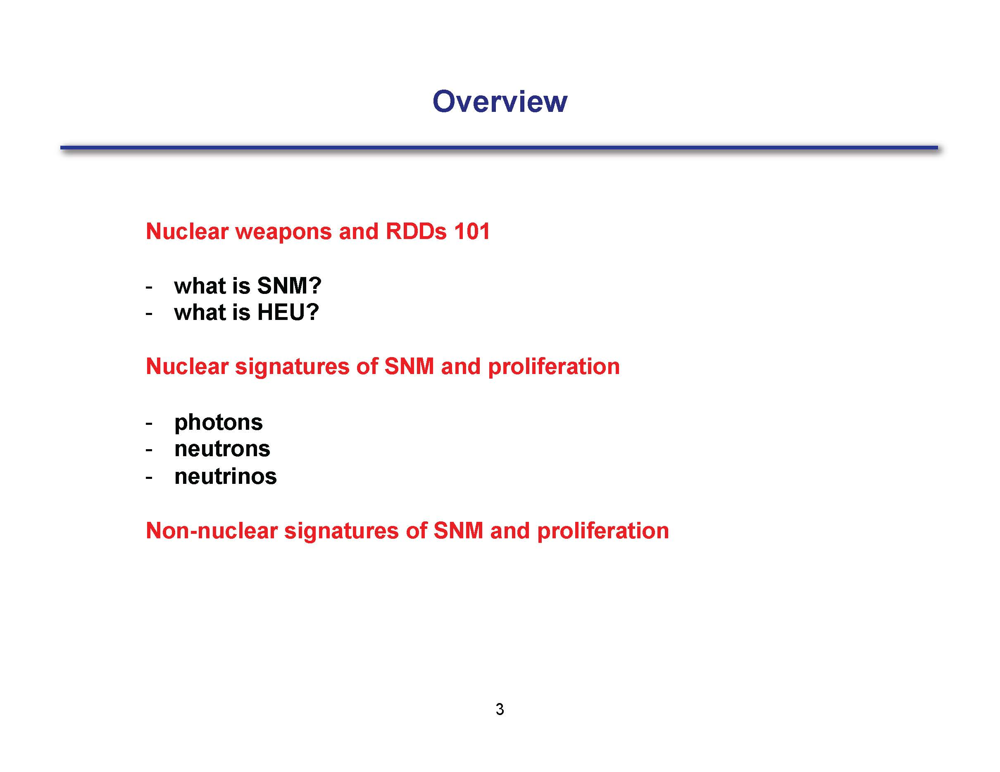 Overview
Nuclear weapons and RDDs 101
- what is SNM?
- what is HEU?
Nuclear signatures of SNM and proliferation
- photons
- neutrons
- neutrinos
Non-nuclear signatures of SNM and proliferation
3